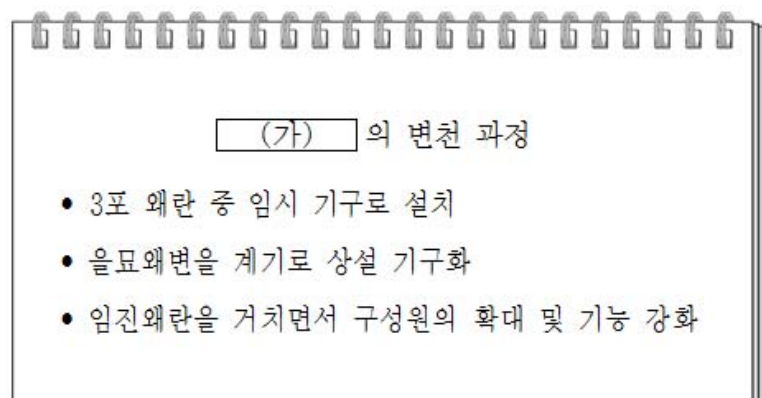 (가) 의 변천 과정
• 3포 왜란 중 임시 기구로 설치
• 을묘왜변을 계기로 상설 기구화
• 임진왜란을 거치면서 구성원의 확대 및 기능 강화